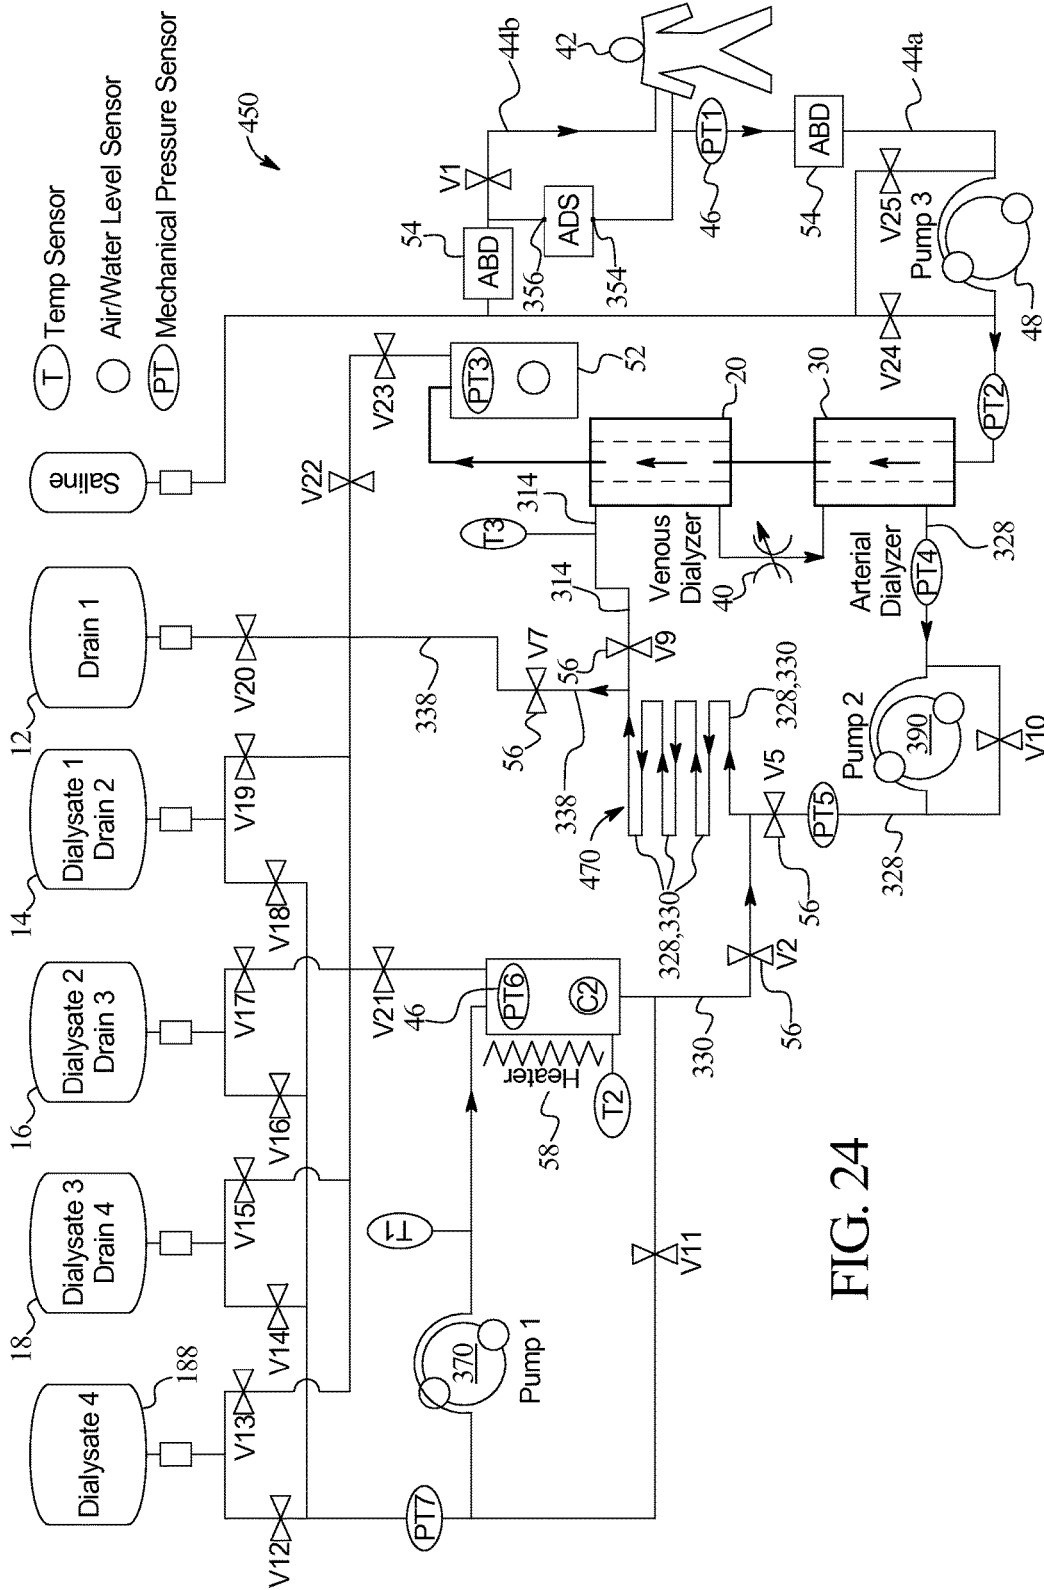 T
Temp Sensor
Air/Water Level Sensor
PT
Mechanical Pressure Sensor
450
Saline
Drain 1
12
Dialysate 1
Drain 2
14
Dialysate 2
Drain 3
16
Dialysate 3
Drain 4
18
Dialysate 4
188
V12
V13
V14
V15
V16
V17
V18
V19
V20
V21
V22
V23
PT7
370
Pump 1
T1
V11
46
PT6
C2
Heater
58
T2
330
V2
56
338
V7
56
338
56
V9
314
314
T3
470
328,330
328,330
V5
56
PT5
328
Pump 2
390
V10
PT4
328
Arterial
Dialyzer
30
40
Venous
Dialyzer
20
PT3
52
PT2
V24
V25
Pump 3
48
54
ABD
V1
356
ADS
354
44b
42
PT1
46
ABD
54
44a
FIG. 24